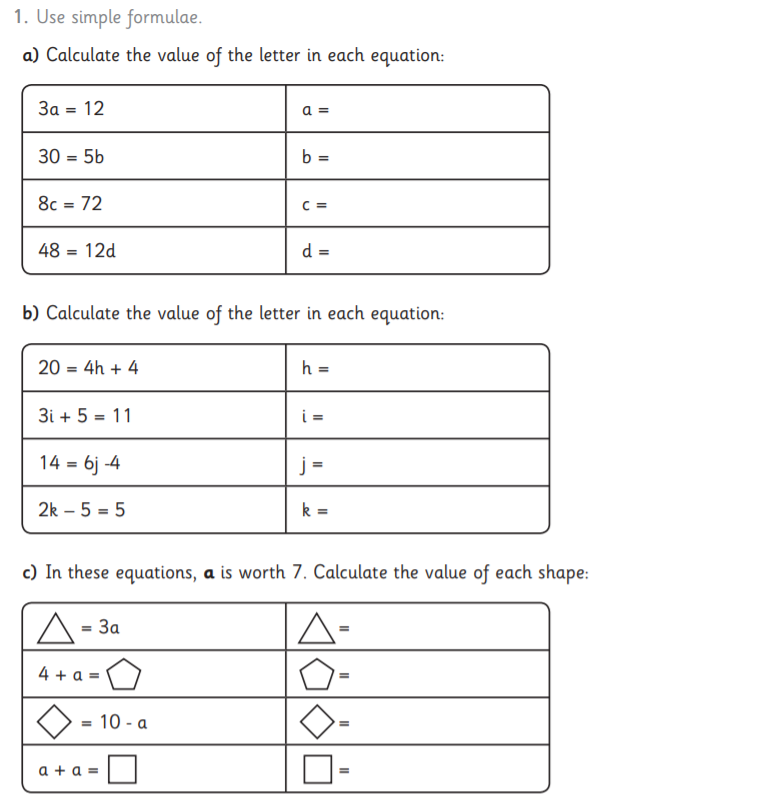 1. Use simple formulae.
a) Calculate the value of the letter in each equation:
3a = 12 a =
30 = 5b b =
8c = 72 c =
48 = 12d d =
b) Calculate the value of the letter in each equation:
20 = 4h + 4 h =
3i + 5 = 11 i =
14 = 6j -4 j =
2k – 5 = 5 k =
c) In these equations, a is worth 7. Calculate the value of each shape:
= 3a =
4 + a = =
= 10 - a =
a + a = =